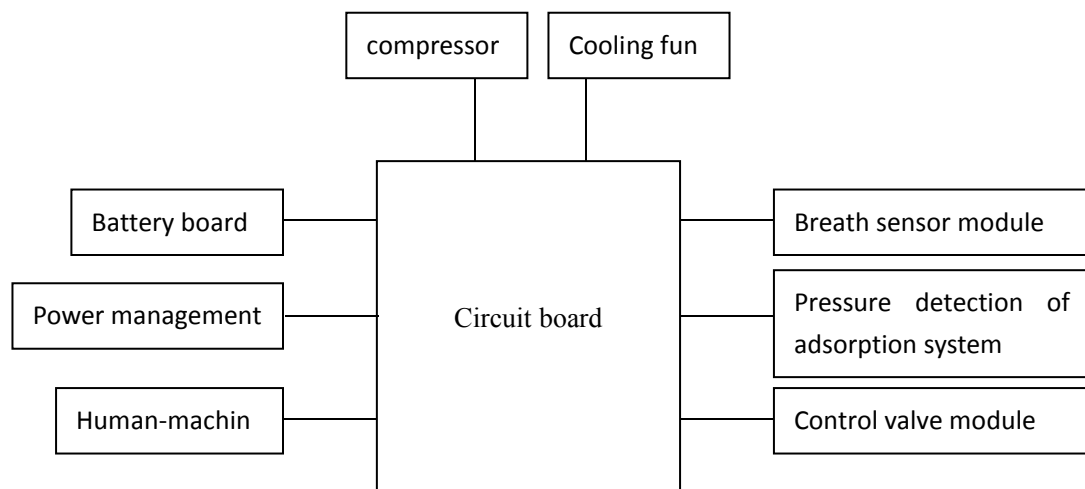 compressor
Cooling fun
Battery board
Breath sensor module
Power management
Circuit board
Pressure detection of
adsorption system
Human-machin
Control valve module